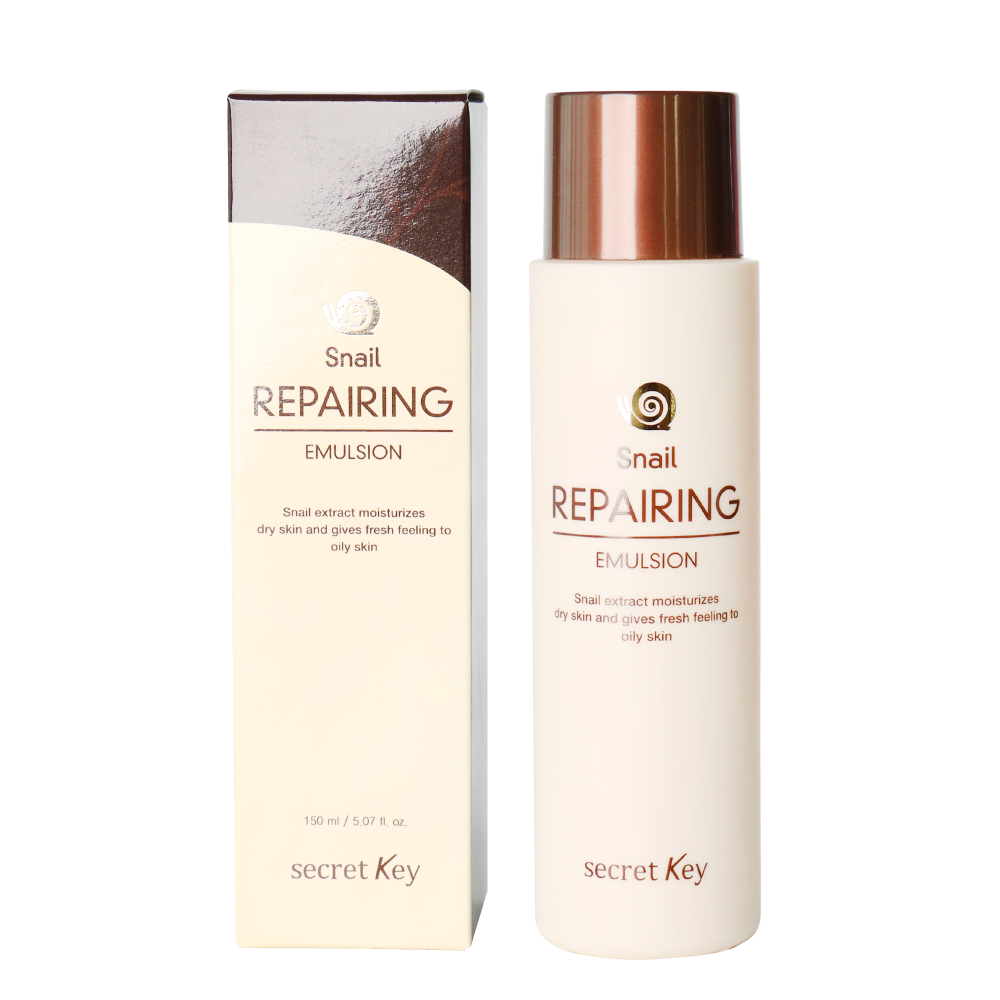 Snail
REPAIRING
EMULSION
Snail extract moisturizes
dry skin and gives fresh feeling to
oily skin
150 ml / 5.07 fl. oz.
secret Key
Snail
REPAIRING
EMULSION
Snail extract moisturizes
dry skin and gives fresh feeling to
oily skin
secret Key